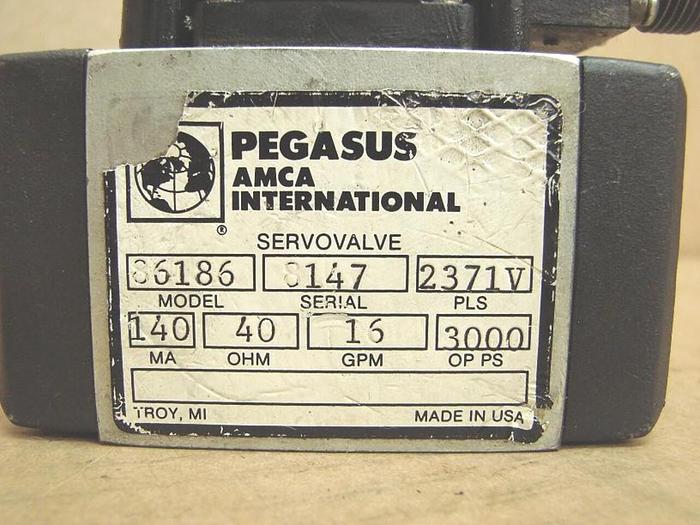 PEGASUS
AMCA
INTERNATIONAL
®
SERVOVALVE
86186 8147 2371V
MODEL SERIAL PLS
140 40 16 3000
MA OHM GPM OP PS
TROY, MI MADE IN USA